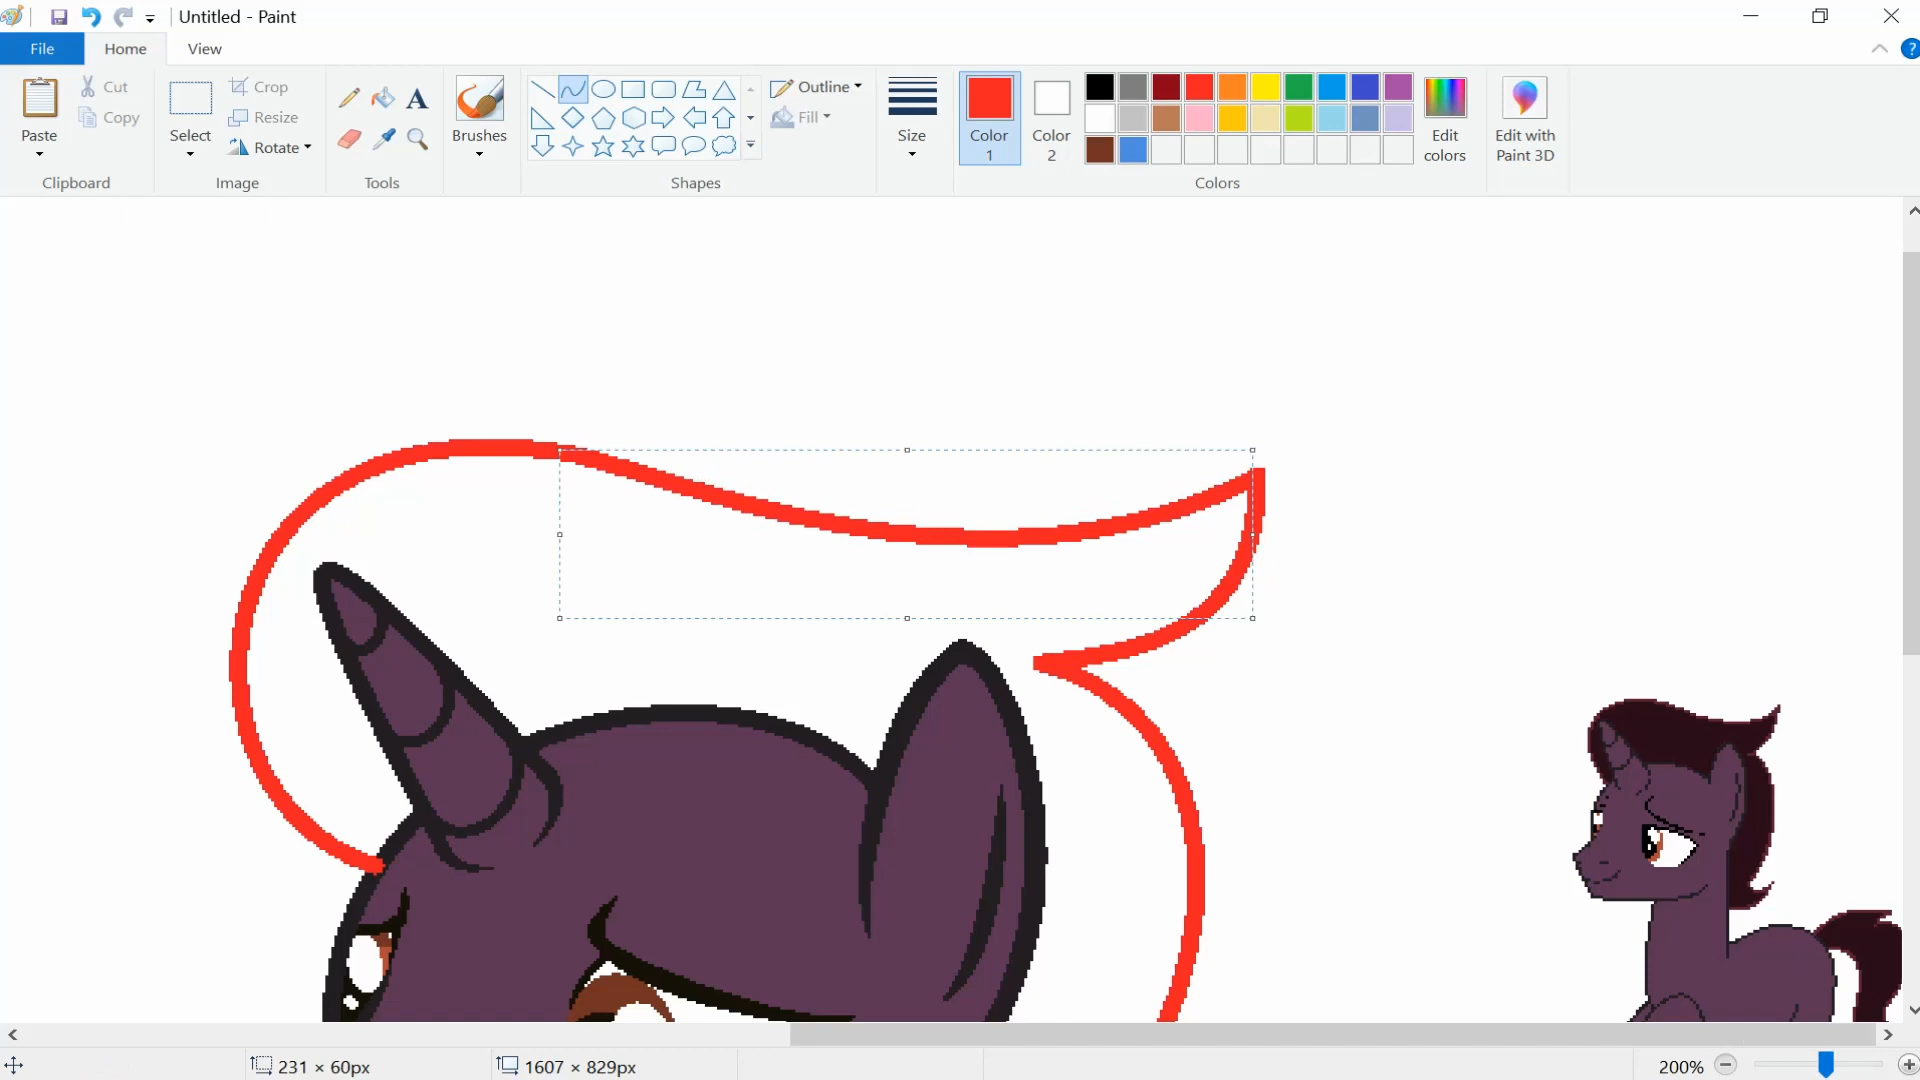 Untitled - Paint
File
Home
View
?
Paste
Cut
Copy
Clipboard
Select
Crop
Resize
Rotate
Image
A
Tools
Brushes
Outline
Fill
Shapes
Size
Color
1
Color
2
Colors
Edit
colors
Edit with
Paint 3D
231 × 60px
1607 × 829px
200%